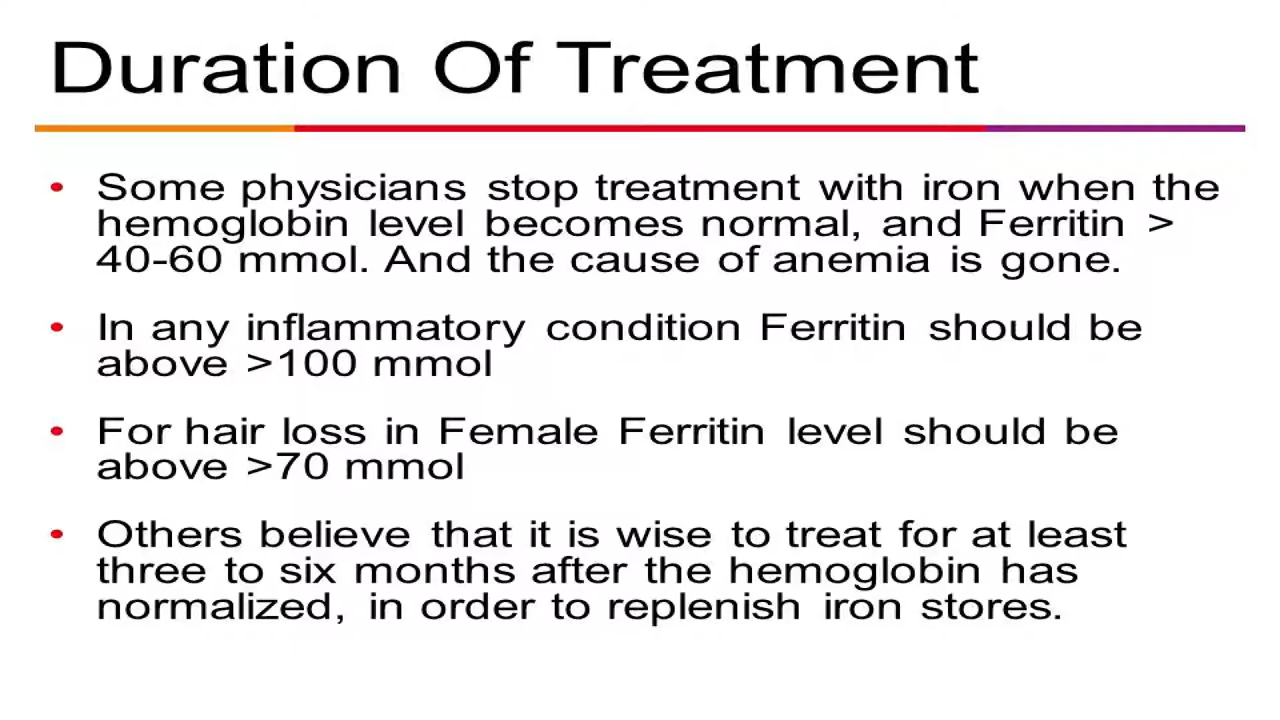 Duration Of Treatment
• Some physicians stop treatment with iron when the
hemoglobin level becomes normal, and Ferritin >
40-60 mmol. And the cause of anemia is gone.
• In any inflammatory condition Ferritin should be
above >100 mmol
• For hair loss in Female Ferritin level should be
above >70 mmol
• Others believe that it is wise to treat for at least
three to six months after the hemoglobin has
normalized, in order to replenish iron stores.